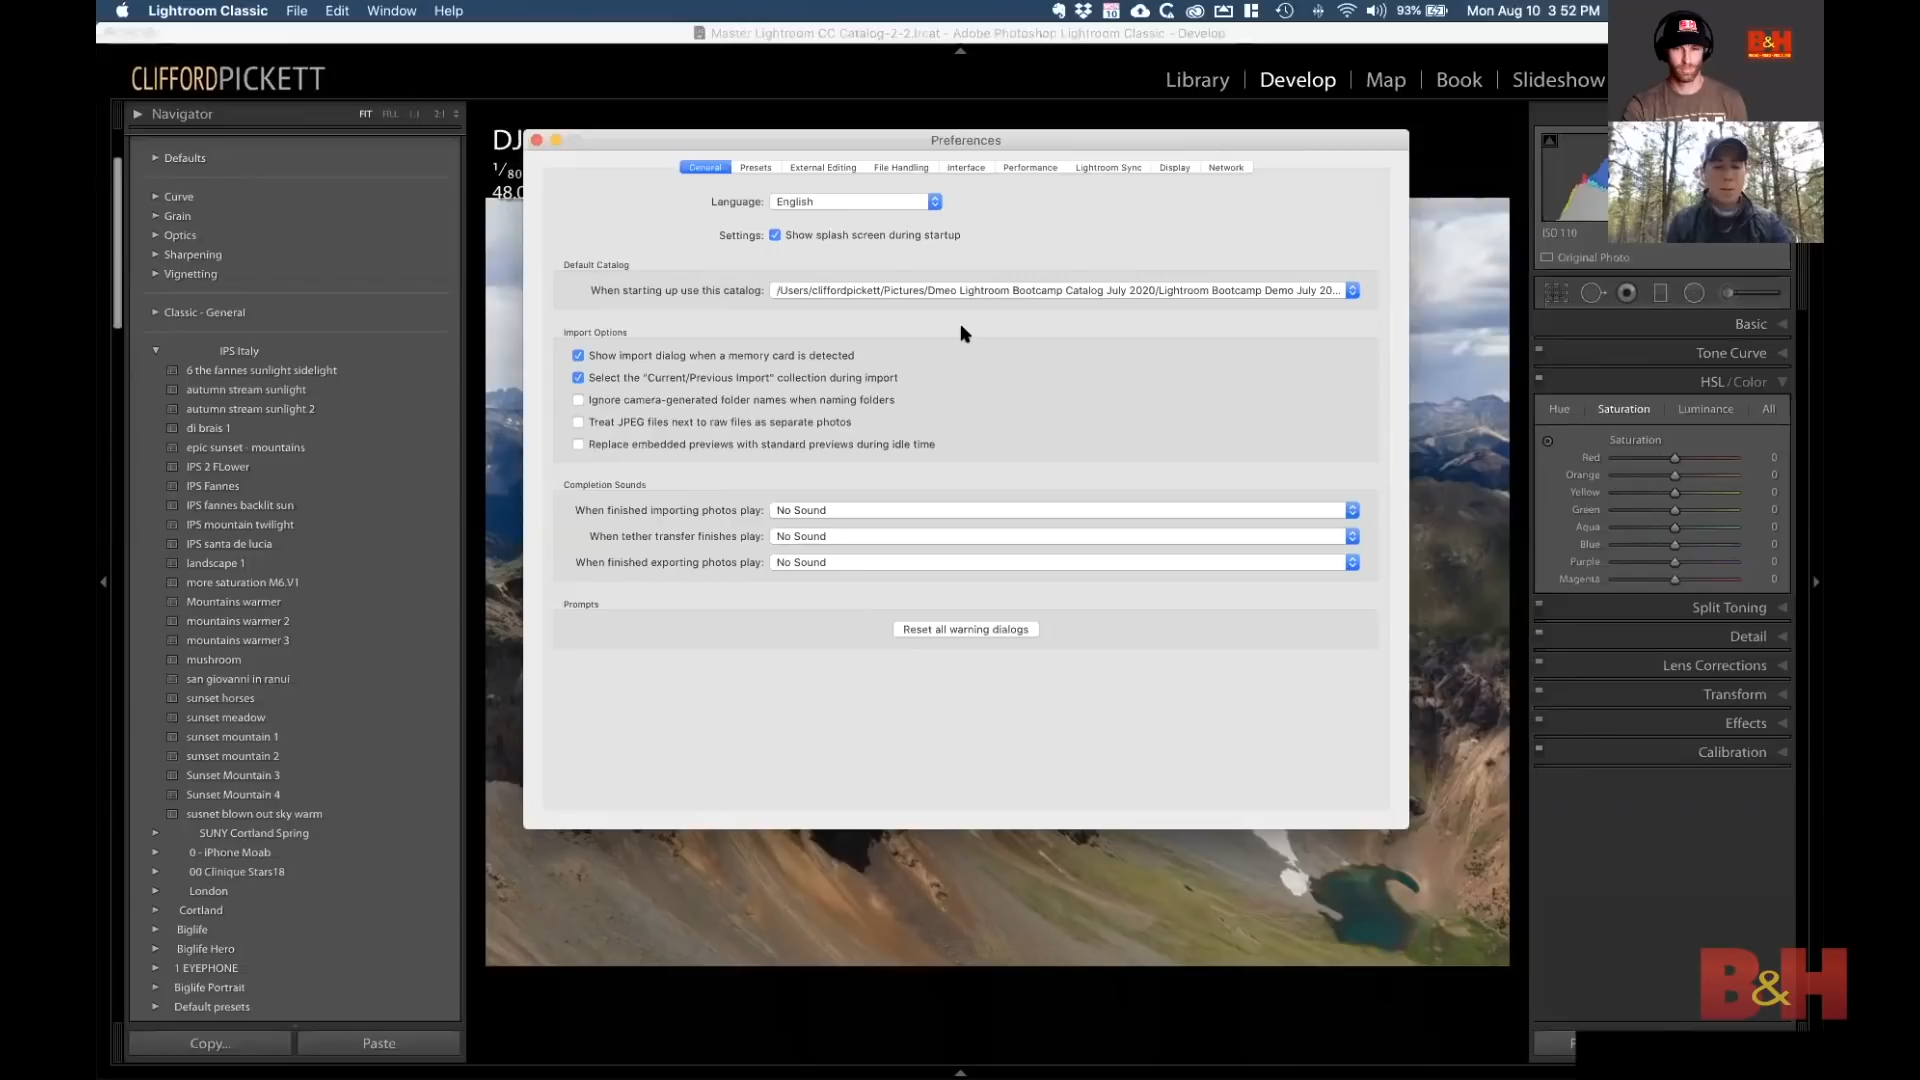 Lightroom Classic File Edit Window Help
93% Mon Aug 10 3 52 PM
Master Lightroom CC Catalog-2-2.lrcat - Adobe Photoshop Lightroom Classic - Develop
CLIFFORDPICKETT
Library | Develop | Map | Book | Slideshow
B&H
Navigator FIT FILL 1:1 2:1
Defaults
Curve
Grain
Optics
Sharpening
Vignetting
Classic - General
IPS Italy
6 the fannes sunlight sidelight
autumn stream sunlight
autumn stream sunlight 2
di brais 1
epic sunset - mountains
IPS 2 FLower
IPS Fannes
IPS fannes backlit sun
IPS mountain twilight
IPS santa de lucia
landscape 1
more saturation M6.V1
Mountains warmer
mountains warmer 2
mountains warmer 3
mushroom
san giovanni in ranui
sunset horses
sunset meadow
sunset mountain 1
sunset mountain 2
Sunset Mountain 3
Sunset Mountain 4
susnet blown out sky warm
SUNY Cortland Spring
0 - iPhone Moab
00 Clinique Stars18
London
Cortland
Biglife
Biglife Hero
1 EYEPHONE
Biglife Portrait
Default presets
Copy... Paste
DJ
1/80
48.0
Preferences
General Presets External Editing File Handling Interface Performance Lightroom Sync Display Network
Language: English
Settings: Show splash screen during startup
Default Catalog
When starting up use this catalog: /Users/cliffordpickett/Pictures/Dmeo Lightroom Bootcamp Catalog July 2020/Lightroom Bootcamp Demo July 20...
Import Options
Show import dialog when a memory card is detected
Select the "Current/Previous Import" collection during import
Ignore camera-generated folder names when naming folders
Treat JPEG files next to raw files as separate photos
Replace embedded previews with standard previews during idle time
Completion Sounds
When finished importing photos play: No Sound
When tether transfer finishes play: No Sound
When finished exporting photos play: No Sound
Prompts
Reset all warning dialogs
ISO 110
Original Photo
Basic
Tone Curve
HSL / Color
Hue Saturation Luminance All
Saturation
Red 0
Orange 0
Yellow 0
Green 0
Aqua 0
Blue 0
Purple 0
Magenta 0
Split Toning
Detail
Lens Corrections
Transform
Effects
Calibration
B&H